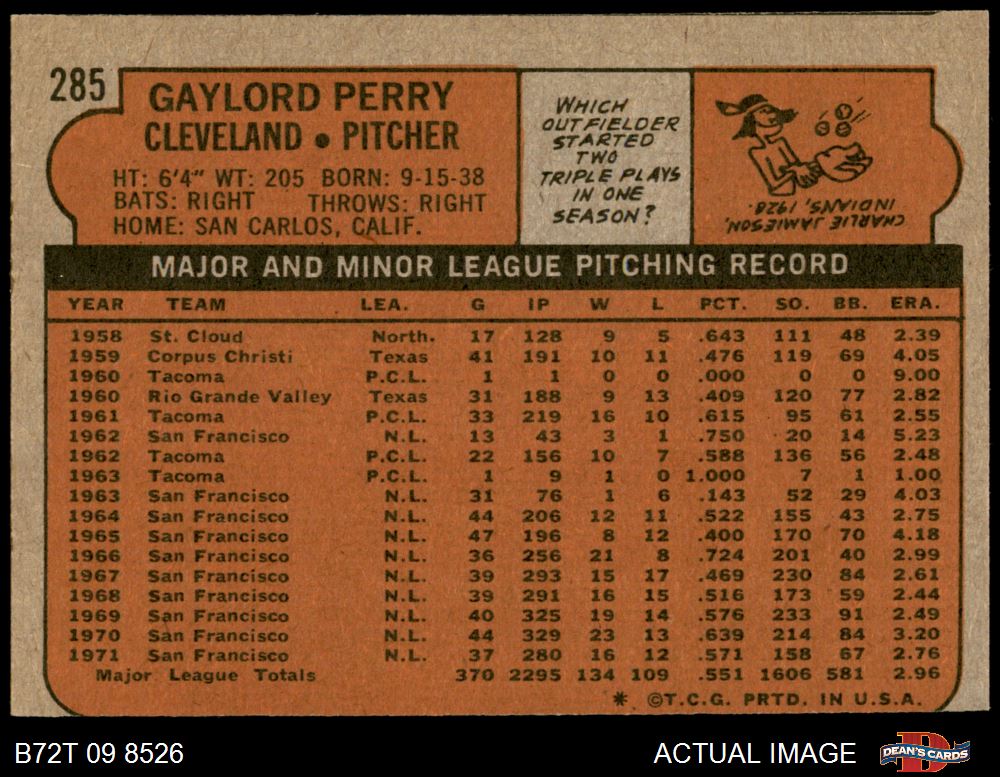 285
GAYLORD PERRY
CLEVELAND • PITCHER
HT: 6'4" WT: 205 BORN: 9-15-38
BATS: RIGHT THROWS: RIGHT
HOME: SAN CARLOS, CALIF.
WHICH
OUTFIELDER
STARTED
TWO
TRIPLE PLAYS
IN ONE
SEASON?
CHARLIE JAMIESON,
INDIANS, 1928.
MAJOR AND MINOR LEAGUE PITCHING RECORD
YEAR TEAM LEA. G IP W L PCT. SO. BB. ERA.
1958 St. Cloud North. 17 128 9 5 .643 111 48 2.39
1959 Corpus Christi Texas 41 191 10 11 .476 119 69 4.05
1960 Tacoma P.C.L. 1 1 0 0 .000 0 0 9.00
1960 Rio Grande Valley Texas 31 188 9 13 .409 120 77 2.82
1961 Tacoma P.C.L. 33 219 16 10 .615 95 61 2.55
1962 San Francisco N.L. 13 43 3 1 .750 20 14 5.23
1962 Tacoma P.C.L. 22 156 10 7 .588 136 56 2.48
1963 Tacoma P.C.L. 1 9 1 0 1.000 7 1 1.00
1963 San Francisco N.L. 31 76 1 6 .143 52 29 4.03
1964 San Francisco N.L. 44 206 12 11 .522 155 43 2.75
1965 San Francisco N.L. 47 196 8 12 .400 170 70 4.18
1966 San Francisco N.L. 36 256 21 8 .724 201 40 2.99
1967 San Francisco N.L. 39 293 15 17 .469 230 84 2.61
1968 San Francisco N.L. 39 291 16 15 .516 173 59 2.44
1969 San Francisco N.L. 40 325 19 14 .576 233 91 2.49
1970 San Francisco N.L. 44 329 23 13 .639 214 84 3.20
1971 San Francisco N.L. 37 280 16 12 .571 158 67 2.76
Major League Totals 370 2295 134 109 .551 1606 581 2.96
* ©T.C.G. PRTD. IN U.S.A.
B72T 09 8526 ACTUAL IMAGE DEAN'S CARDS